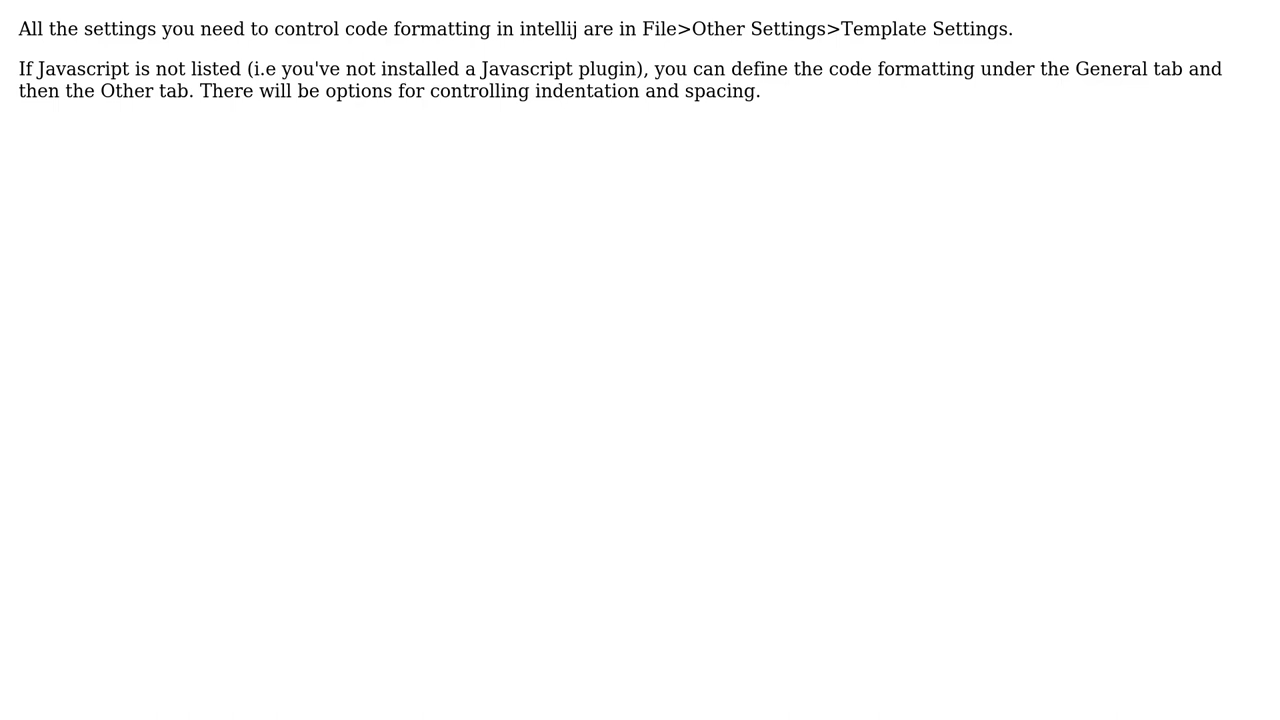 All the settings you need to control code formatting in intellij are in File>Other Settings>Template Settings.
If Javascript is not listed (i.e you've not installed a Javascript plugin), you can define the code formatting under the General tab and
then the Other tab. There will be options for controlling indentation and spacing.